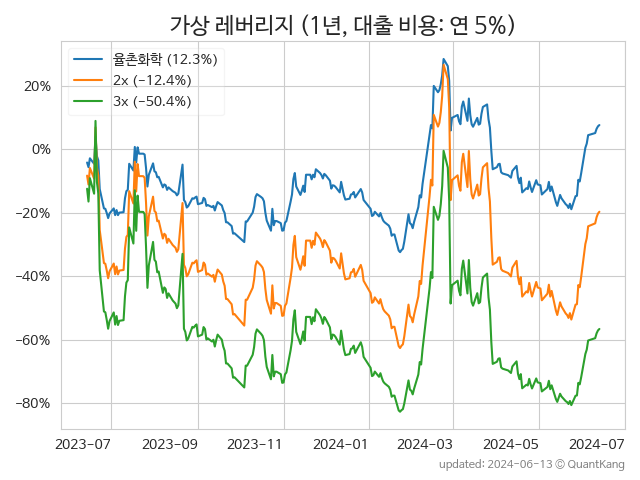 가상 레버리지 (1년, 대출 비용: 연 5%)
율촌화학 (12.3%)
2x (−12.4%)
3x (−50.4%)
20%
0%
−20%
−40%
−60%
−80%
2023-07
2023-09
2023-11
2024-01
2024-03
2024-05
2024-07
updated: 2024-06-13 © QuantKang